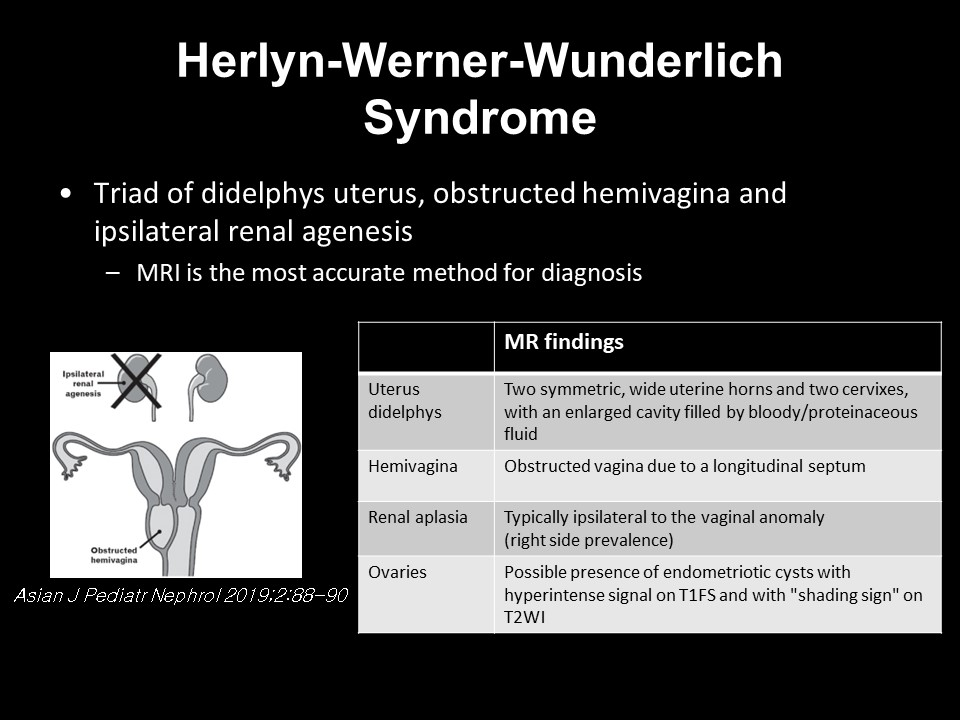 Herlyn-Werner-Wunderlich
Syndrome
• Triad of didelphys uterus, obstructed hemivagina and
ipsilateral renal agenesis
– MRI is the most accurate method for diagnosis
Ipsilateral
renal
agenesis
Obstructed
hemivagina
Asian J Pediatr Nephrol 2019;2:88-90
MR findings
Uterus
didelphys
Two symmetric, wide uterine horns and two cervixes,
with an enlarged cavity filled by bloody/proteinaceous
fluid
Hemivagina
Obstructed vagina due to a longitudinal septum
Renal aplasia
Typically ipsilateral to the vaginal anomaly
(right side prevalence)
Ovaries
Possible presence of endometriotic cysts with
hyperintense signal on T1FS and with "shading sign" on
T2WI